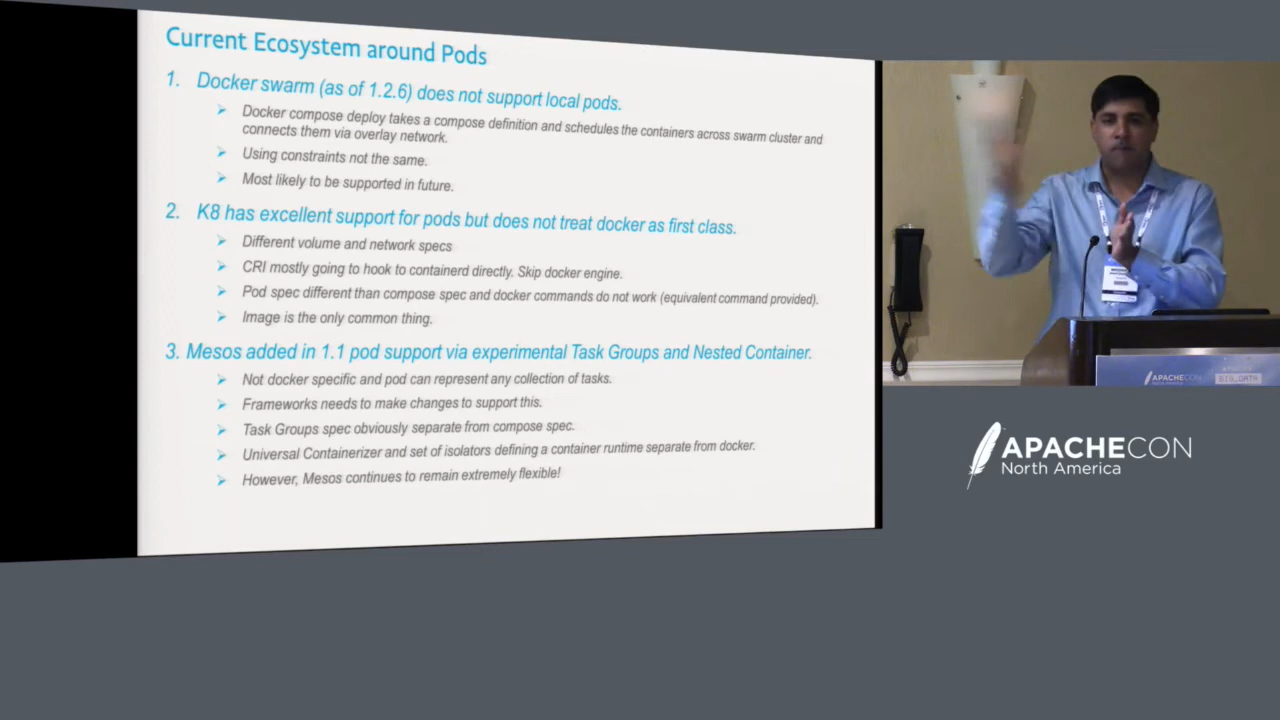 Current Ecosystem around Pods
1. Docker swarm (as of 1.2.6) does not support local pods.
Docker compose deploy takes a compose definition and schedules the containers across swarm cluster and
connects them via overlay network.
Using constraints not the same.
Most likely to be supported in future.
2. K8 has excellent support for pods but does not treat docker as first class.
Different volume and network specs
CRI mostly going to hook to containerd directly. Skip docker engine.
Pod spec different than compose spec and docker commands do not work (equivalent command provided).
Image is the only common thing.
3. Mesos added in 1.1 pod support via experimental Task Groups and Nested Container.
Not docker specific and pod can represent any collection of tasks.
Frameworks needs to make changes to support this.
Task Groups spec obviously separate from compose spec.
Universal Containerizer and set of isolators defining a container runtime separate from docker.
However, Mesos continues to remain extremely flexible!
APACHECON
BIG_DATA
APACHECON
North America